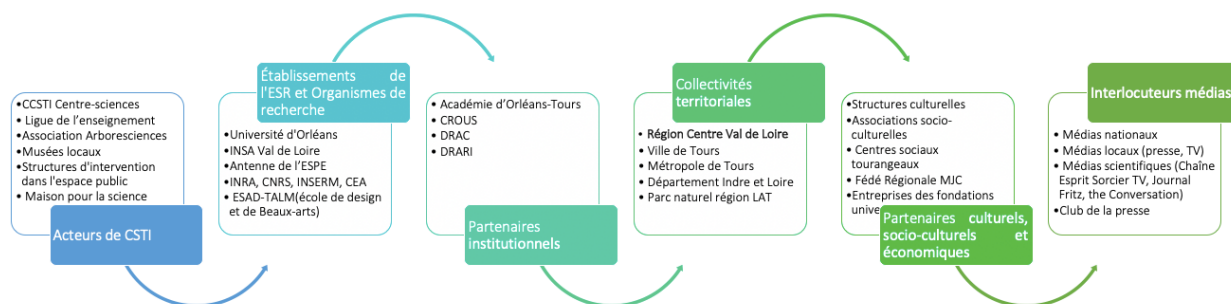 •CCSTI Centre-sciences
• Ligue de l’enseignement
•Association Arboresciences
•Musées locaux
•Structures d'intervention
dans l'espace public
• Maison pour la science
Acteurs de CSTI
Établissements de
l'ESR et Organismes de
recherche
•Université d'Orléans
•INSA Val de Loire
•Antenne de l’ESPE
•INRA, CNRS, INSERM, CEA
•ESAD-TALM(école de design
et de Beaux-arts)
• Académie d’Orléans-Tours
• CROUS
• DRAC
• DRARI
Partenaires
institutionnels
Collectivités
territoriales
• Région Centre Val de Loire
• Ville de Tours
• Métropole de Tours
• Département Indre et Loire
• Parc naturel région LAT
•Structures culturelles
•Associations socio-
culturelles
• Centres sociaux
tourangeaux
• Fédé Régionale MJC
•Entreprises des fondations
Partenaires culturels,
socio-culturels et
économiques
Interlocuteurs médias
• Médias nationaux
• Médias locaux (presse, TV)
• Médias scientifiques (Chaîne
Esprit Sorcier TV, Journal
Fritz, the Conversation)
• Club de la presse